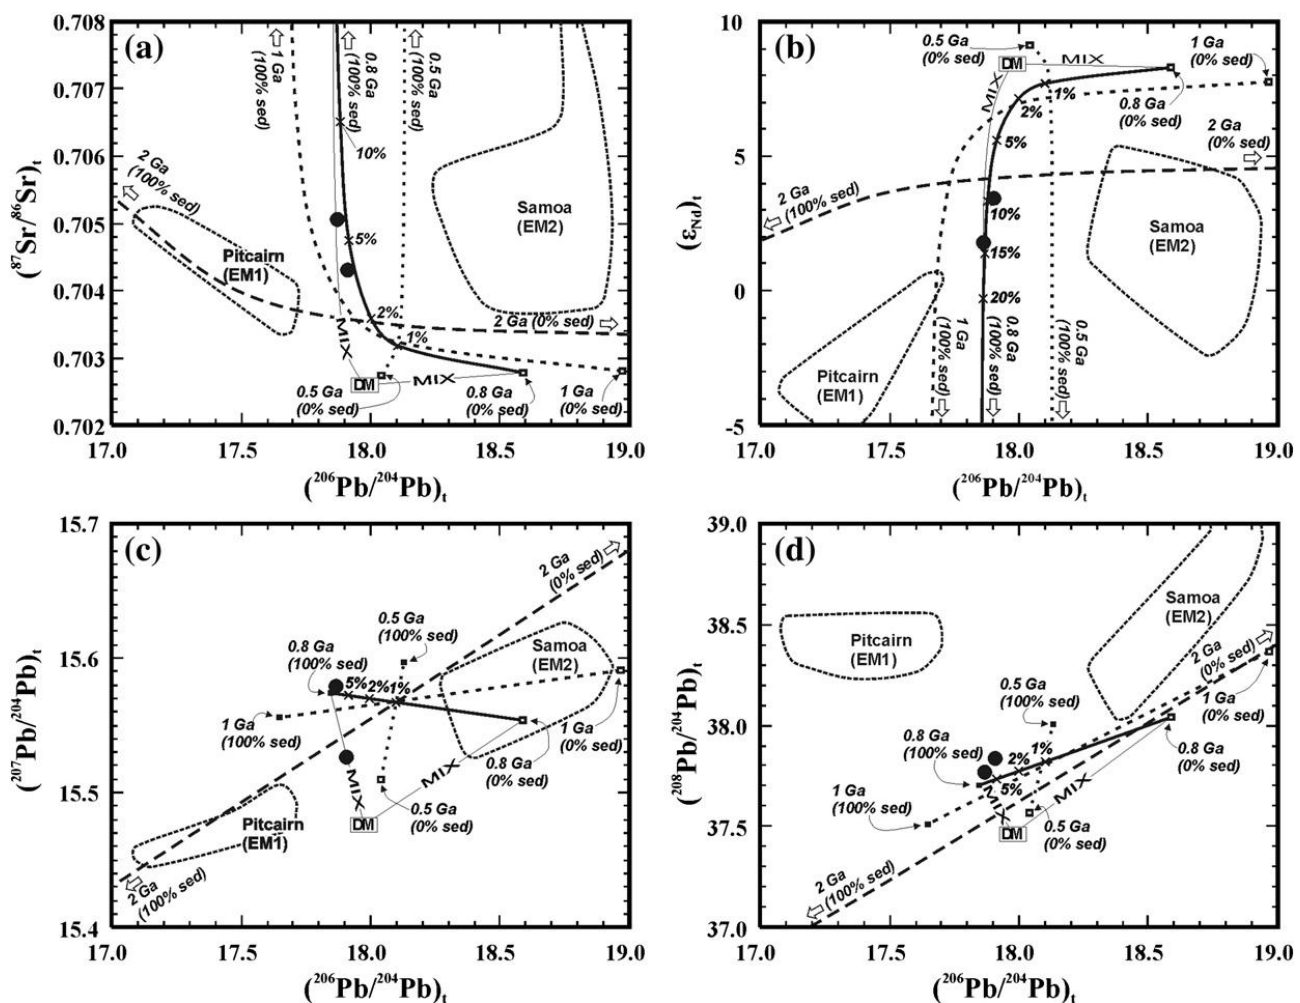 (a)
0.708
0.707
0.706
0.705
0.704
0.703
0.702
(⁸⁷Sr/⁸⁶Sr)t
1 Ga
(100% sed)
0.8 Ga
(100% sed)
0.5 Ga
(100% sed)
10%
2 Ga
(100% sed)
Pitcairn
(EM1)
Samoa
(EM2)
5%
2%
1%
2 Ga (0% sed)
MIX
DM
MIX
0.5 Ga
(0% sed)
0.8 Ga
(0% sed)
1 Ga
(0% sed)
17.0 17.5 18.0 18.5 19.0
(²⁰⁶Pb/²⁰⁴Pb)t
(b)
10
5
0
-5
(εNd)t
0.5 Ga
(0% sed)
DM
MIX
MIX
1 Ga
(0% sed)
1%
2%
0.8 Ga
(0% sed)
5%
2 Ga
(0% sed)
2 Ga
(100% sed)
10%
15%
20%
Samoa
(EM2)
Pitcairn
(EM1)
1 Ga
(100% sed)
0.8 Ga
(100% sed)
0.5 Ga
(100% sed)
17.0 17.5 18.0 18.5 19.0
(²⁰⁶Pb/²⁰⁴Pb)t
(c)
15.7
15.6
15.5
15.4
(²⁰⁷Pb/²⁰⁴Pb)t
2 Ga
(0% sed)
0.5 Ga
(100% sed)
0.8 Ga
(100% sed)
Samoa
(EM2)
5% 2% 1%
1 Ga
(100% sed)
1 Ga
(0% sed)
0.8 Ga
(0% sed)
MIX
MIX
DM
0.5 Ga
(0% sed)
Pitcairn
(EM1)
2 Ga
(100% sed)
17.0 17.5 18.0 18.5 19.0
(²⁰⁶Pb/²⁰⁴Pb)t
(d)
39.0
38.5
38.0
37.5
37.0
(²⁰⁸Pb/²⁰⁴Pb)t
Samoa
(EM2)
Pitcairn
(EM1)
2 Ga
(0% sed)
0.5 Ga
(100% sed)
1 Ga
(0% sed)
0.8 Ga
(100% sed)
1%
2%
5%
0.8 Ga
(0% sed)
1 Ga
(100% sed)
MIX
MIX
DM
0.5 Ga
(0% sed)
2 Ga
(100% sed)
17.0 17.5 18.0 18.5 19.0
(²⁰⁶Pb/²⁰⁴Pb)t